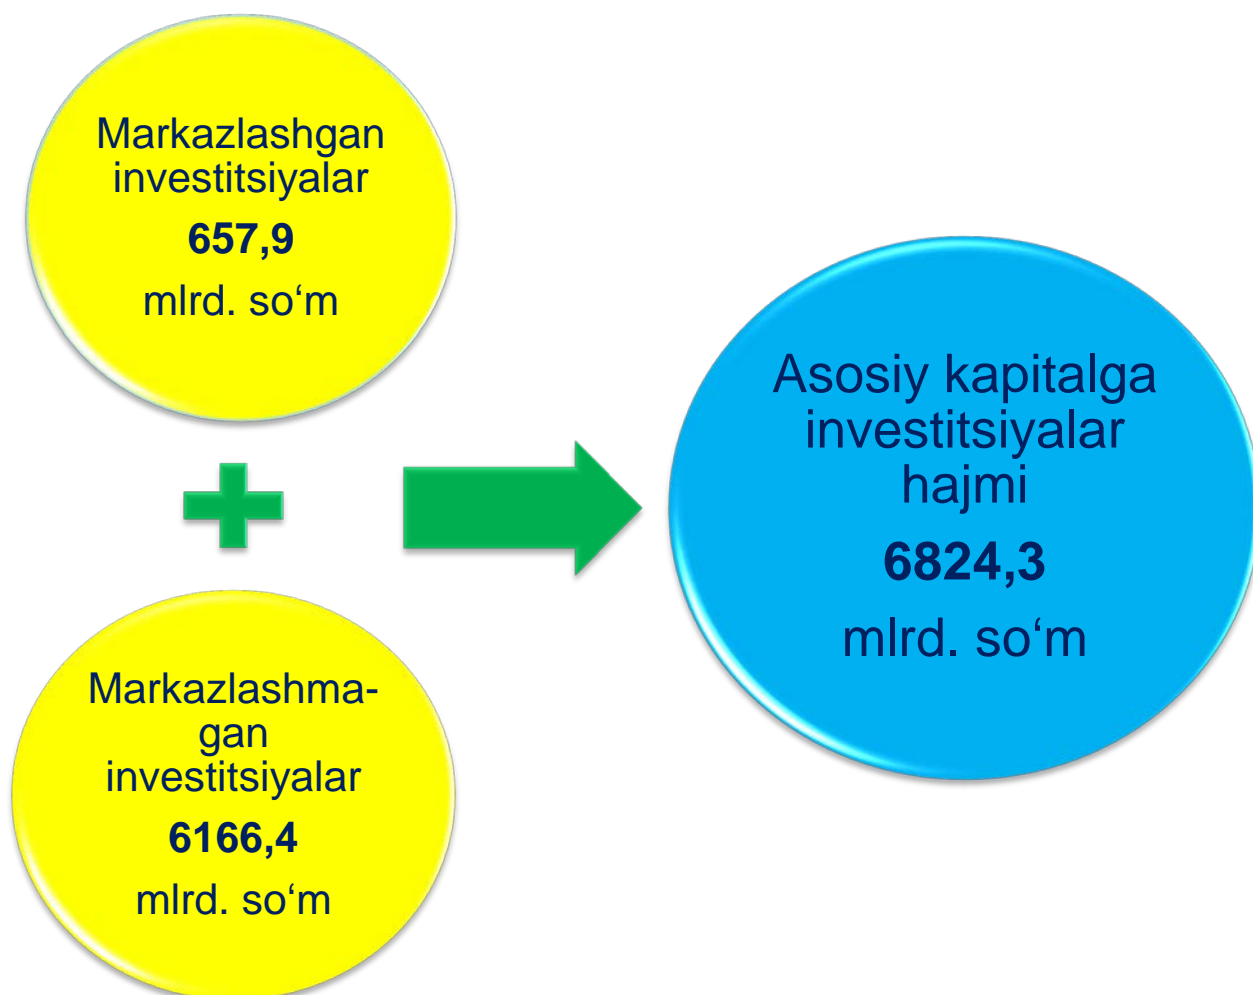 Markazlashgan
investitsiyalar
657,9
mlrd. so‘m
Markazlashma-
gan
investitsiyalar
6166,4
mlrd. so‘m
Asosiy kapitalga
investitsiyalar
hajmi
6824,3
mlrd. so‘m